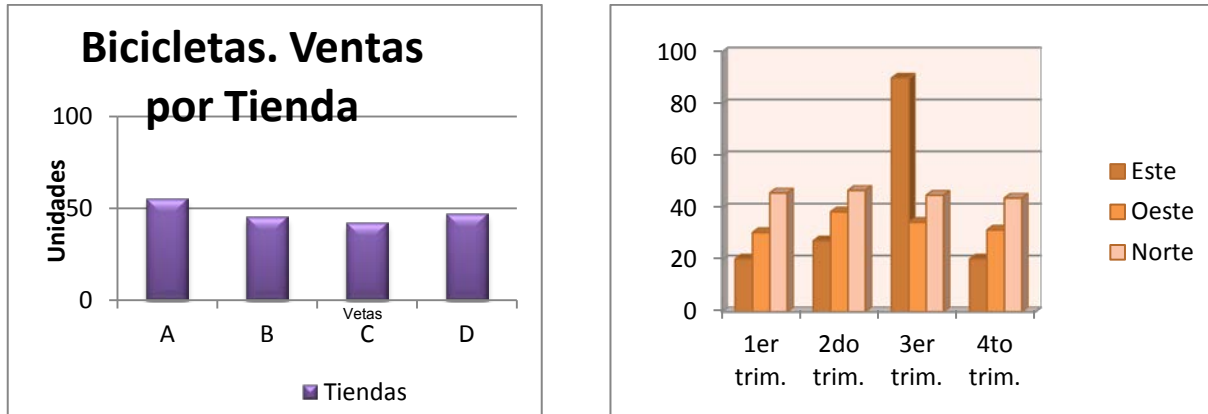 Bicicletas. Ventas
por Tienda
Unidades
100
50
0
A
B
Vetas
C
D
Tiendas
100
80
60
40
20
0
1er
trim.
2do
trim.
3er
trim.
4to
trim.
Este
Oeste
Norte